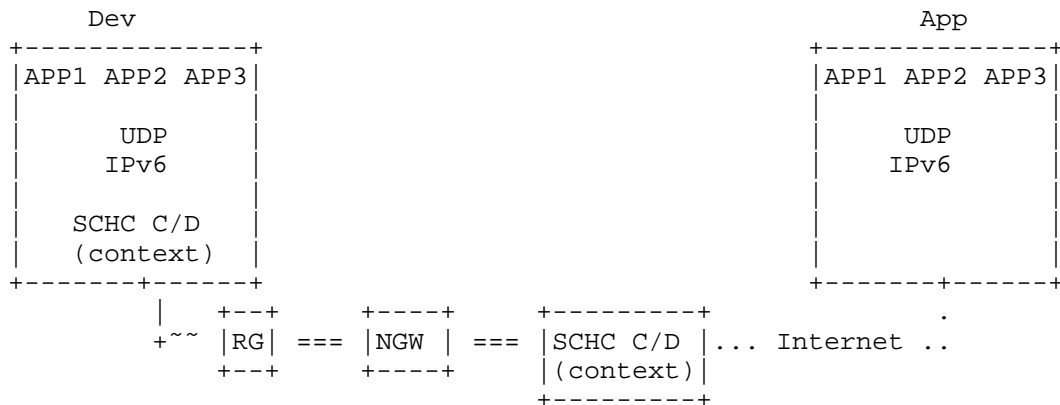 Dev App
APP1 APP2 APP3 APP1 APP2 APP3
UDP UDP
IPv6 IPv6
SCHC C/D
(context)
+~~ |RG| === |NGW | === |SCHC C/D |... Internet ..
|(context)|